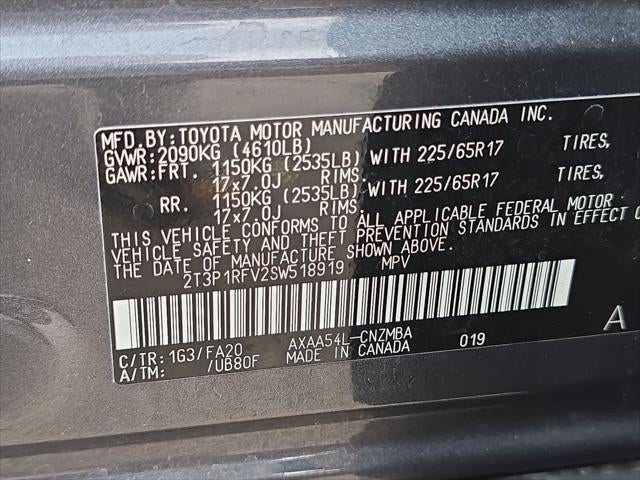 MFD.BY:TOYOTA MOTOR MANUFACTURING CANADA INC.
GVWR:2090KG (4610LB)
GAWR:FRT. 1150KG (2535LB) WITH 225/65R17 TIRES,
17x7.0J RIMS.
RR. 1150KG (2535LB) WITH 225/65R17 TIRES,
17x7.0J RIMS.
THIS VEHICLE CONFORMS TO ALL APPLICABLE FEDERAL MOTOR
VEHICLE SAFETY AND THEFT PREVENTION STANDARDS IN EFFECT O
THE DATE OF MANUFACTURE SHOWN ABOVE.
2T3P1RFV2SW518919 MPV
A
C/TR: 1G3/FA20 AXAA54L-CNZMBA 019
A/TM: /UB80F MADE IN CANADA